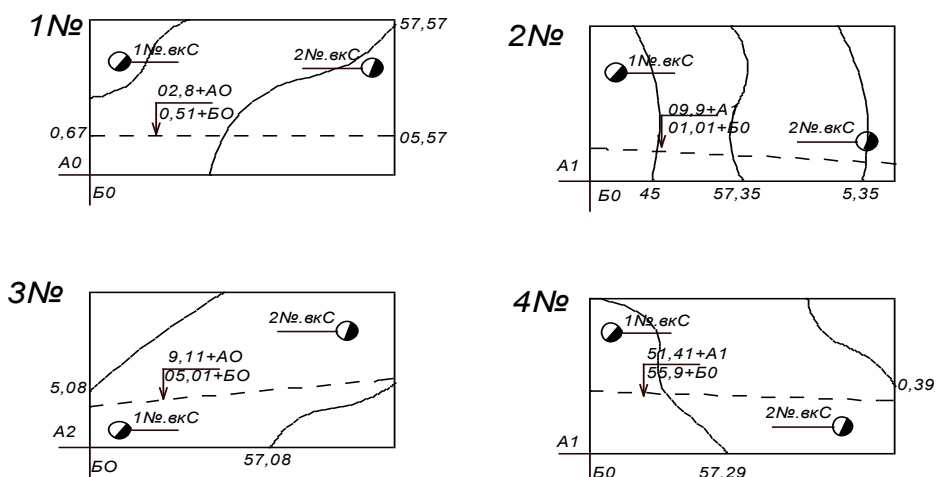 1№
57,57
1№.вкС
2№.вкС
02,8+АО
0,51+БО
0,67
05,57
А0
Б0
2№
1№.вкС
09,9+А1
01,01+Б0
2№.вкС
А1
Б0
45
57,35
5,35
3№
2№.вкС
9,11+АО
05,01+БО
5,08
1№.вкС
А2
БО
57,08
4№
1№.вкС
51,41+А1
55,9+Б0
0,39
2№.вкС
А1
Б0
57,29